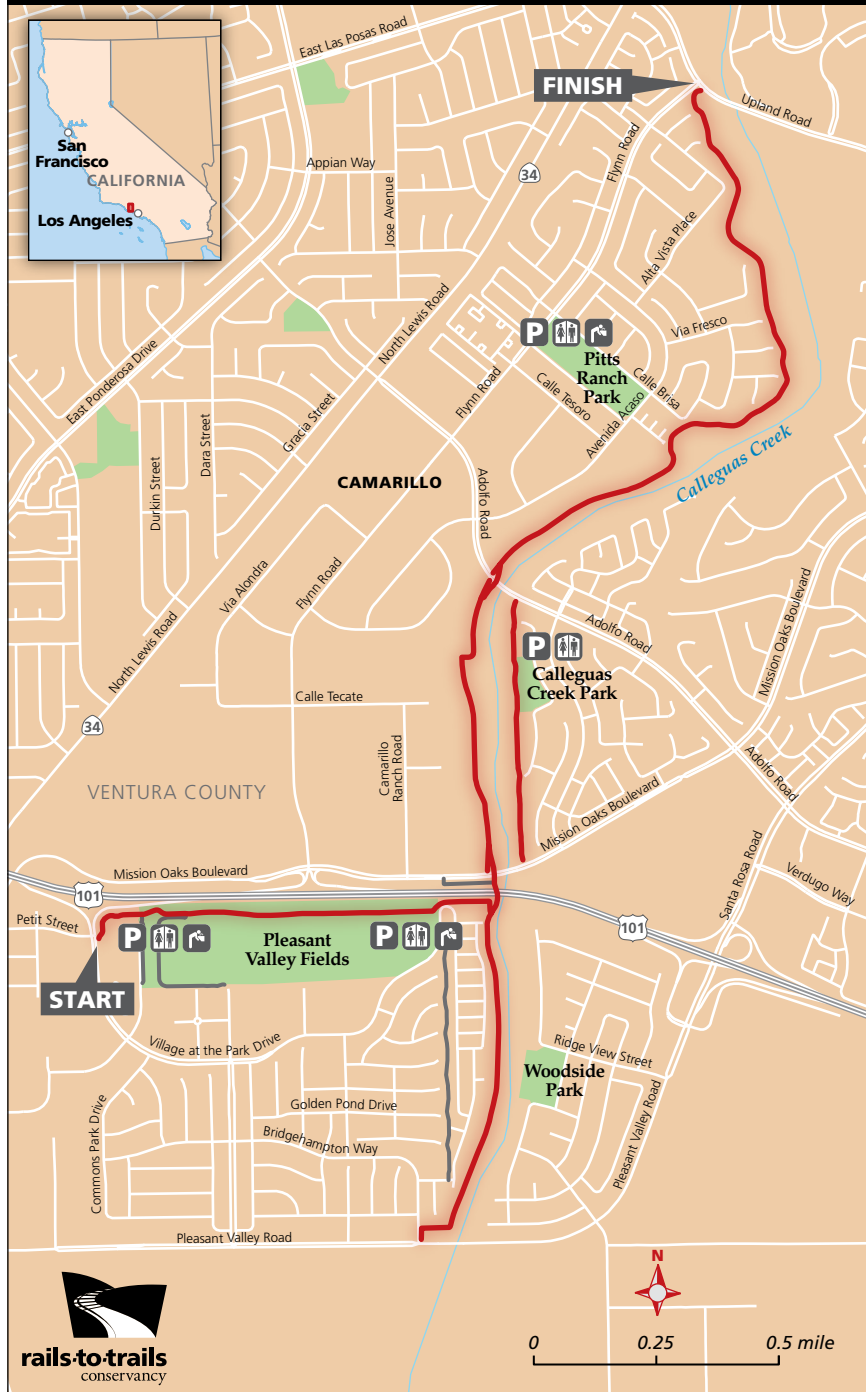 East Las Posas Road
FINISH
Upland Road
San
Francisco
CALIFORNIA
Los Angeles
Appian Way
34
Flynn Road
Jose Avenue
Alta Vista Place
North Lewis Road
Via Fresco
P
Pitts
Ranch
Park
Calle Brisa
Calle Tesoro
Avenida Acaso
East Ponderosa Drive
Flynn Road
Gracia Street
Dara Street
Durkin Street
CAMARILLO
Adolfo Road
Calleguas Creek
Via Alondra
Flynn Road
Mission Oaks Boulevard
Adolfo Road
North Lewis Road
P
Calleguas
Creek Park
Calle Tecate
34
Camarillo
Ranch Road
Adolfo Road
VENTURA COUNTY
Mission Oaks Boulevard
Santa Rosa Road
Mission Oaks Boulevard
Verdugo Way
101
Petit Street
101
P
Pleasant
Valley Fields
P
START
Village at the Park Drive
Ridge View Street
Woodside
Park
Golden Pond Drive
Bridgehampton Way
Commons Park Drive
Pleasant Valley Road
Pleasant Valley Road
N
rails-to-trails
conservancy
0 0.25 0.5 mile